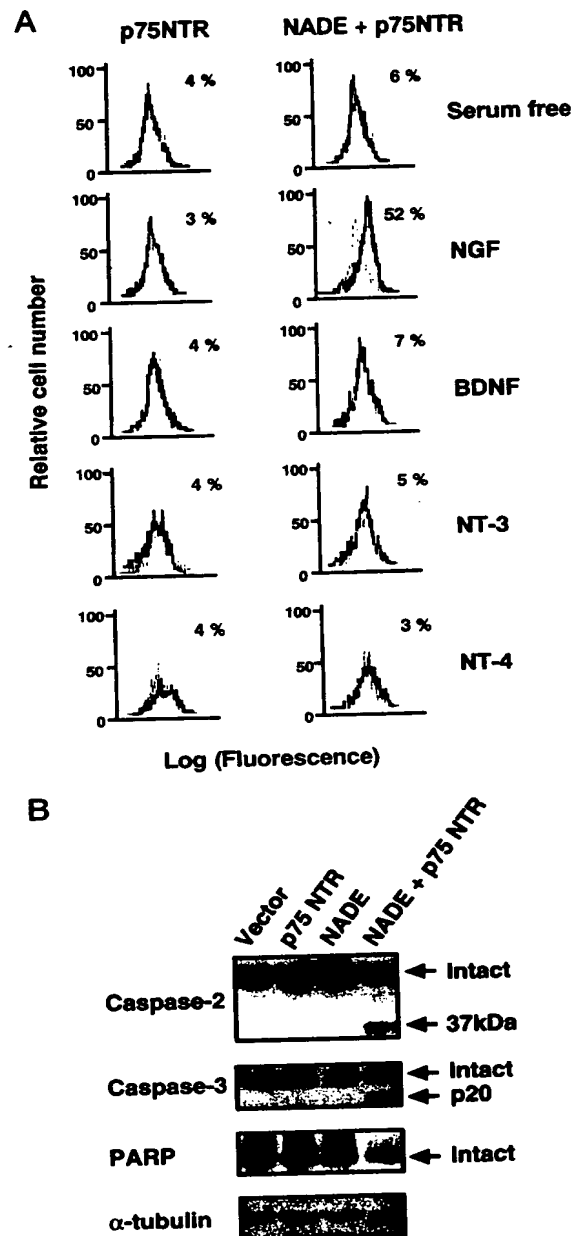 A
p75NTR NADE + p75NTR
100 50 0 4 % 100 50 0 6 % Serum free
100 50 0 3 % 100 50 0 52 % NGF
100 50 0 4 % 100 50 0 7 % BDNF
100 50 0 4 % 100 50 0 5 % NT-3
100 50 0 4 % 100 50 0 3 % NT-4
Relative cell number
Log (Fluorescence)
B
Vector p75 NTR NADE NADE + p75 NTR
Caspase-2 Intact
37kDa
Caspase-3 Intact
p20
PARP Intact
α-tubulin